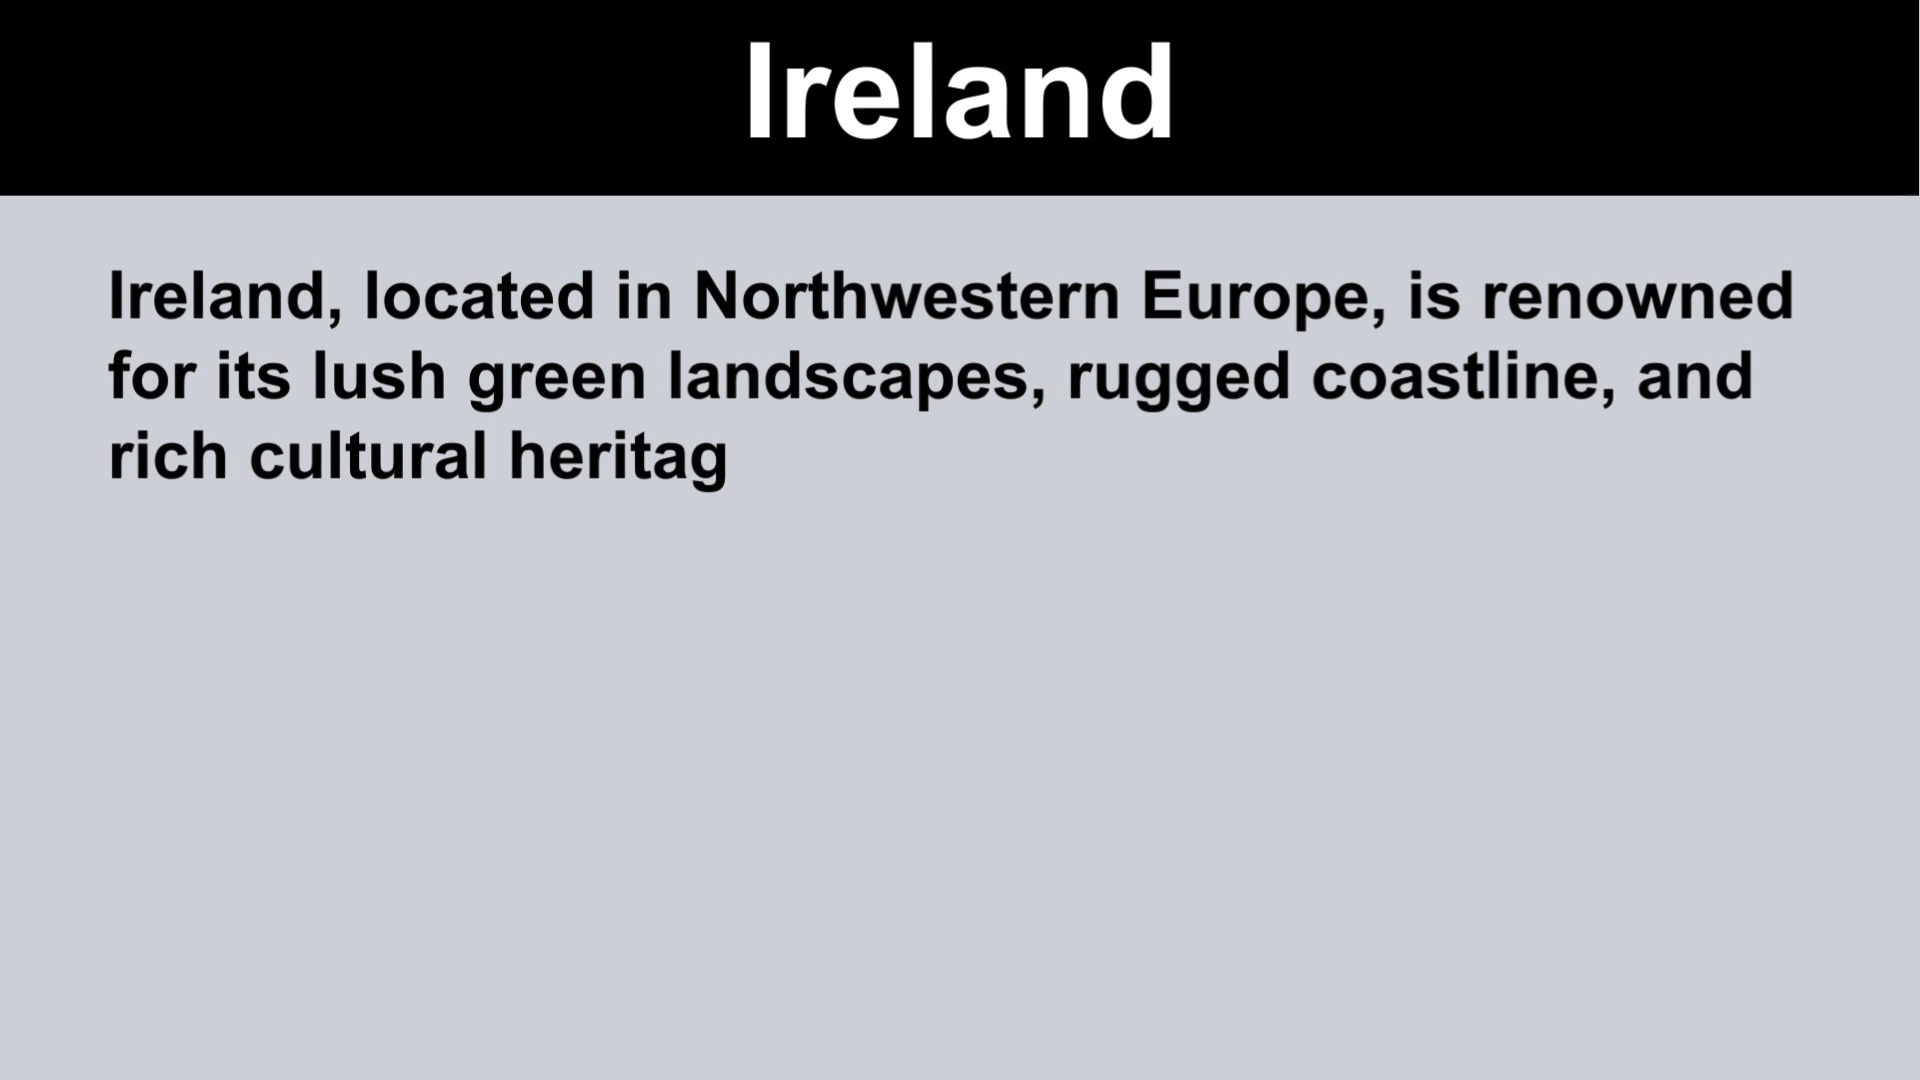 Ireland
Ireland, located in Northwestern Europe, is renowned
for its lush green landscapes, rugged coastline, and
rich cultural heritag